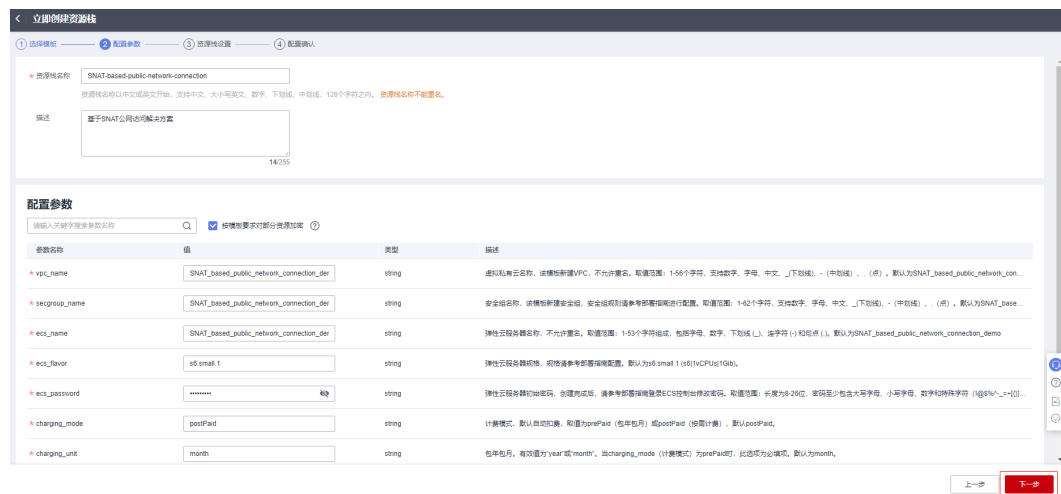 < 立即创建资源栈
1 选择模板 2 配置参数 3 资源栈设置 4 配置确认
* 资源栈名称 SNAT-based-public-network-connection
资源栈名称以中文或英文开始，支持中文、大小写英文、数字、下划线、中划线，128个字符之内。 资源栈名称不能重名。
描述 基于SNAT公网访问解决方案
14/255
配置参数
请输入关键字搜索参数名称 按模板要求对部分资源加密
参数名称 值 类型 描述
* vpc_name SNAT_based_public_network_connection_der string 虚拟私有云名称，该模板新建VPC，不允许重名。取值范围：1-56个字符，支持数字、字母、中文、_(下划线)、-（中划线）、.（点）。默认为SNAT_based_public_network_con...
* secgroup_name SNAT_based_public_network_connection_der string 安全组名称，该模板新建安全组，安全组规则请参考部署指南进行配置。取值范围：1-62个字符，支持数字、字母、中文、_(下划线)、-（中划线）、.（点）。默认为SNAT_base...
* ecs_name SNAT_based_public_network_connection_der string 弹性云服务器名称，不允许重名。取值范围：1-53个字符组成，包括字母、数字、下划线 (_)、连字符 (-) 和句点 (.)。默认为SNAT_based_public_network_connection_demo
* ecs_flavor s6.small.1 string 弹性云服务器规格，规格请参考部署指南配置。默认为s6.small.1 (s6|1vCPUs|1Gib)。
* ecs_password ········· string 弹性云服务器初始密码，创建完成后，请参考部署指南登录ECS控制台修改密码。取值范围：长度为8-26位，密码至少包含大写字母、小写字母、数字和特殊字符（!@$%^-_=+[{}]...
* charging_mode postPaid string 计费模式，默认自动扣费，取值为prePaid（包年包月）或postPaid（按需计费），默认postPaid。
* charging_unit month string 包年包月。有效值为"year"或"month"。当charging_mode（计费模式）为prePaid时，此选项为必填项。默认为month。
上一步 下一步